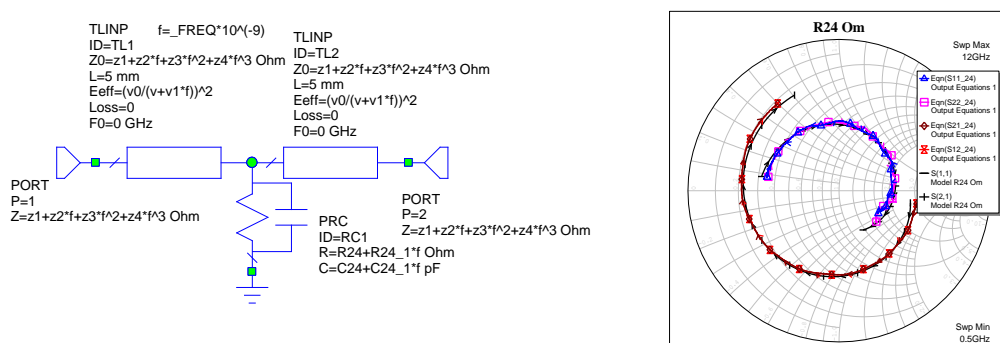 TLINP
ID=TL1
Z0=z1+z2*f+z3*f^2+z4*f^3 Ohm
L=5 mm
Eeff=(v0/(v+v1*f))^2
Loss=0
F0=0 GHz
f=_FREQ*10^(-9)
TLINP
ID=TL2
Z0=z1+z2*f+z3*f^2+z4*f^3 Ohm
L=5 mm
Eeff=(v0/(v+v1*f))^2
Loss=0
F0=0 GHz
PORT
P=1
Z=z1+z2*f+z3*f^2+z4*f^3 Ohm
PORT
P=2
Z=z1+z2*f+z3*f^2+z4*f^3 Ohm
PRC
ID=RC1
R=R24+R24_1*f Ohm
C=C24+C24_1*f pF
R24 Om
Swp Max
12GHz
Eqn(S11_24)
Output Equations 1
Eqn(S22_24)
Output Equations 1
Eqn(S21_24)
Output Equations 1
Eqn(S12_24)
Output Equations 1
S(1,1)
Model R24 Om
S(2,1)
Model R24 Om
Swp Min
0.5GHz